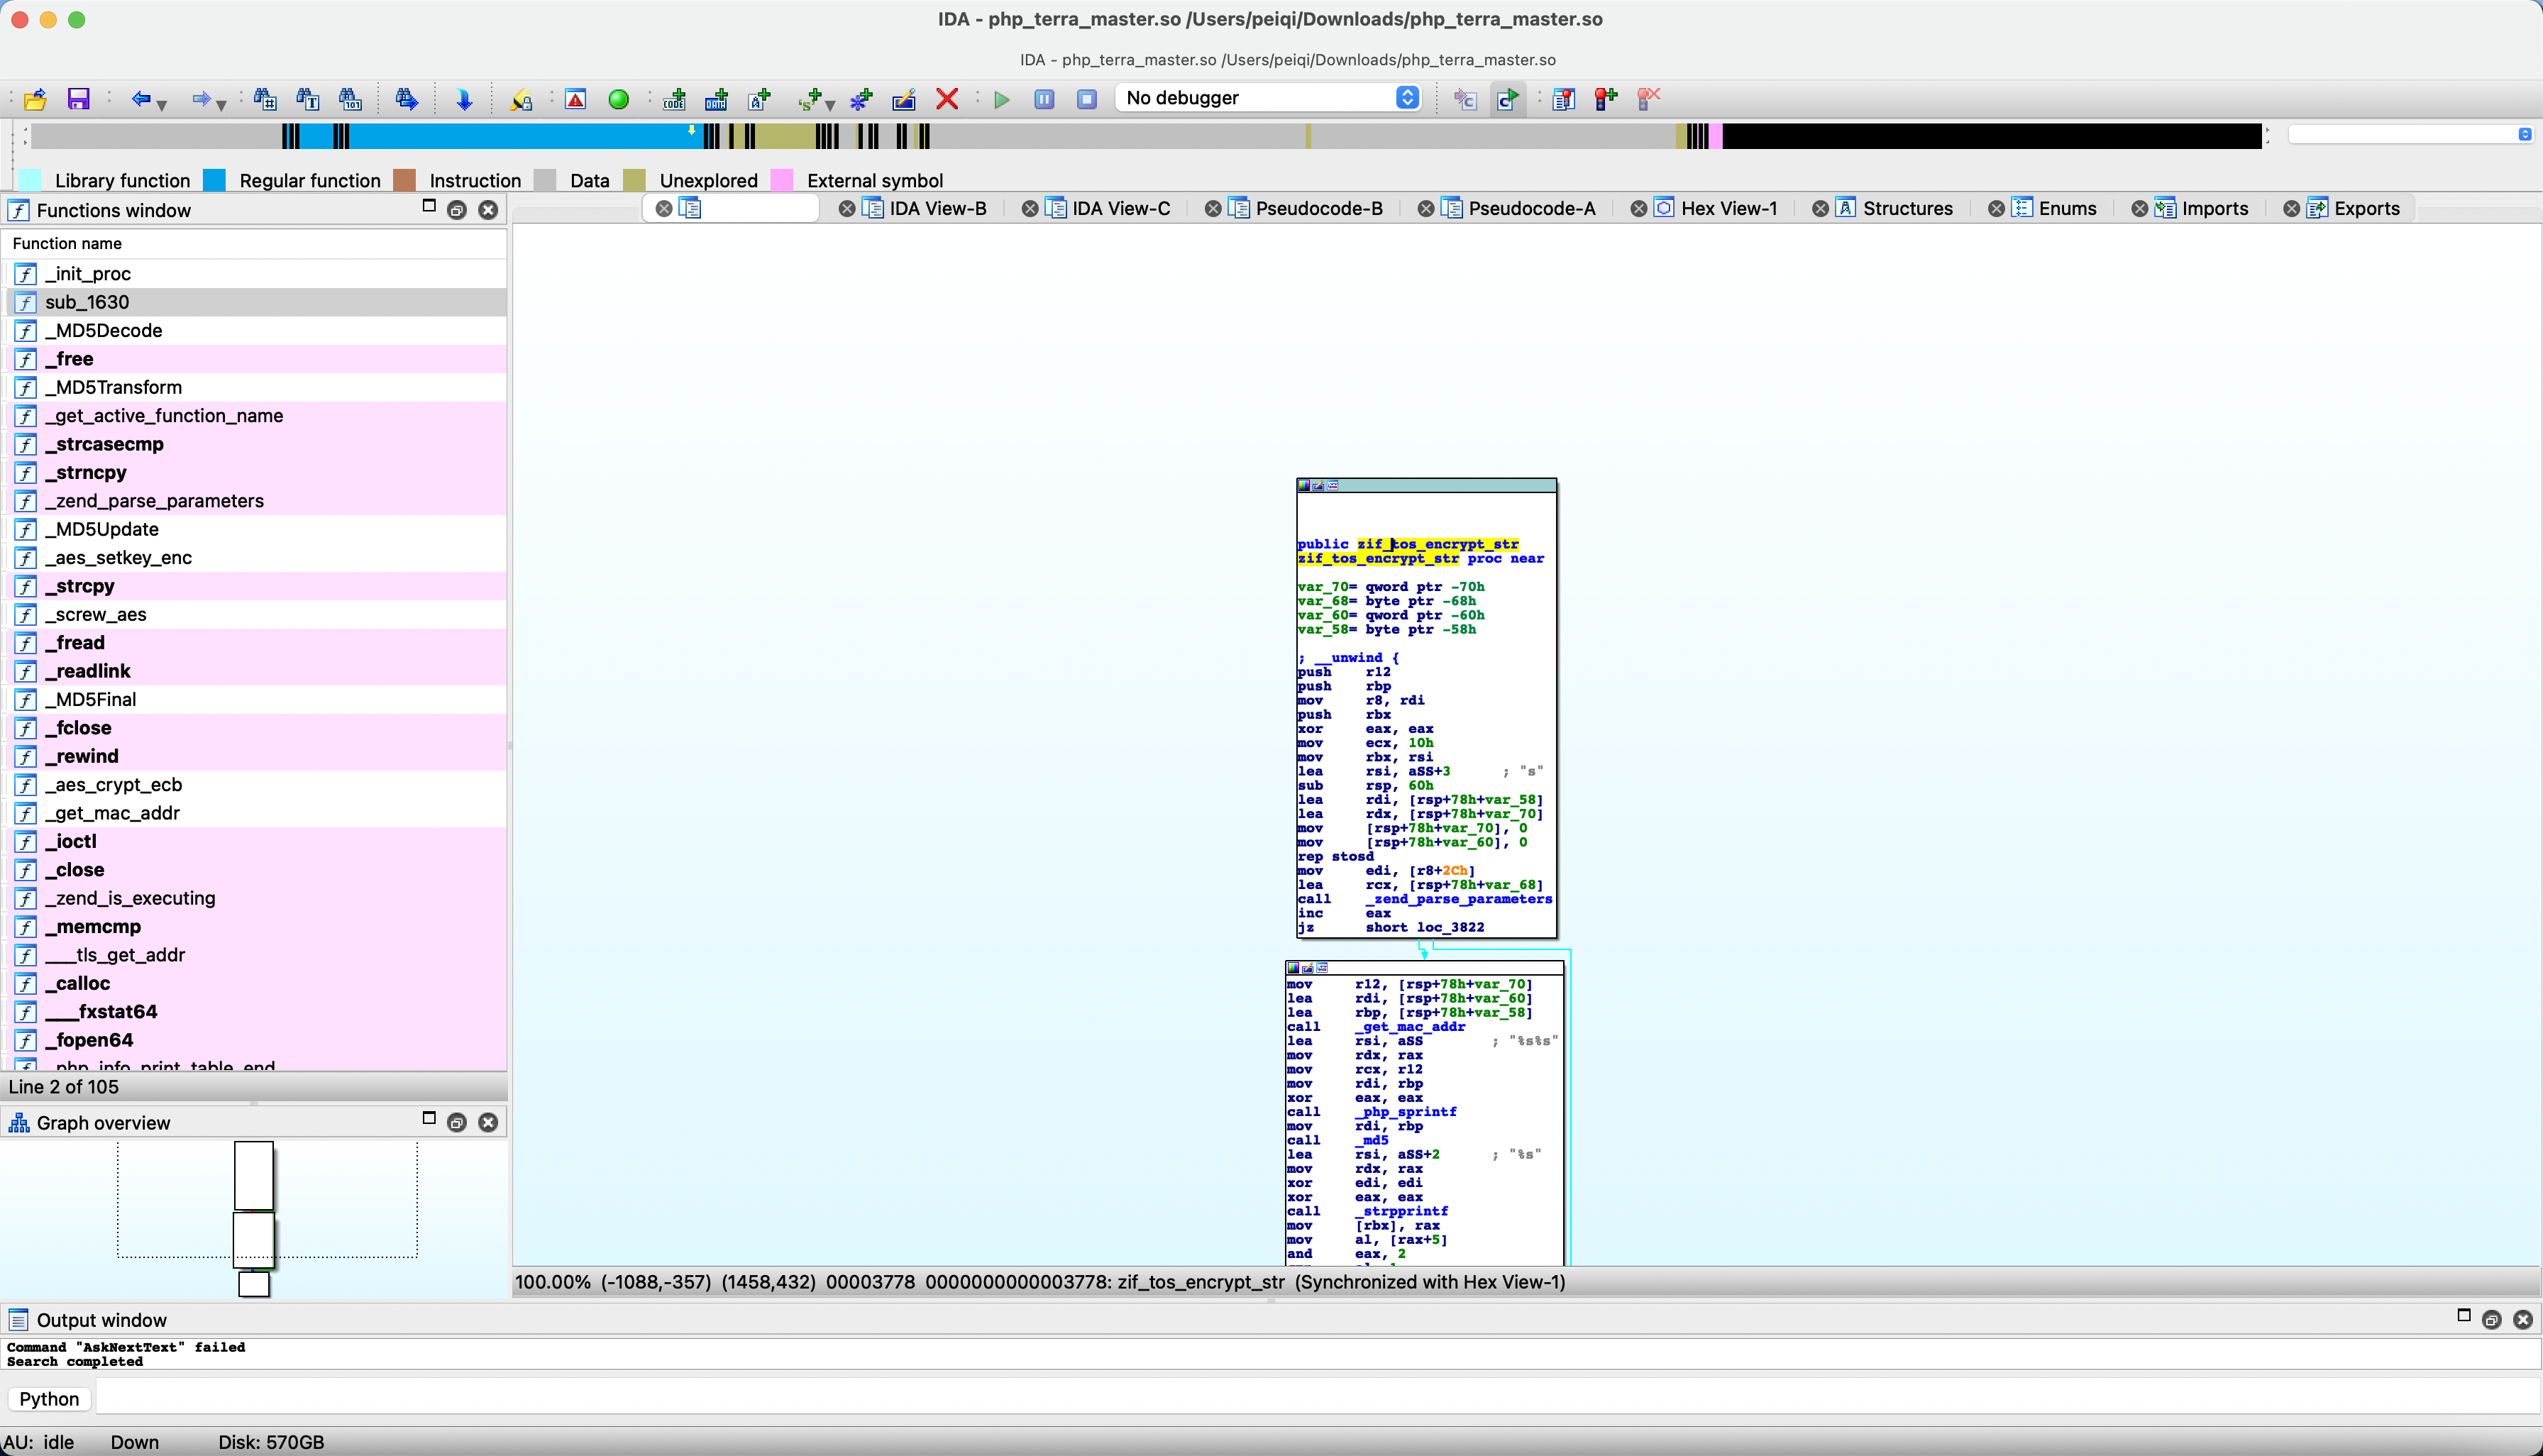 IDA - php_terra_master.so /Users/peiqi/Downloads/php_terra_master.so
IDA - php_terra_master.so /Users/peiqi/Downloads/php_terra_master.so
No debugger
Library function Regular function Instruction Data Unexplored External symbol
Functions window
IDA View-B IDA View-C Pseudocode-B Pseudocode-A Hex View-1 Structures Enums Imports Exports
Function name
_init_proc
sub_1630
_MD5Decode
_free
_MD5Transform
_get_active_function_name
_strcasecmp
_strncpy
_zend_parse_parameters
_MD5Update
_aes_setkey_enc
_strcpy
_screw_aes
_fread
_readlink
_MD5Final
_fclose
_rewind
_aes_crypt_ecb
_get_mac_addr
_ioctl
_close
_zend_is_executing
_memcmp
___tls_get_addr
_calloc
___fxstat64
_fopen64
_php_info_print_table_end
Line 2 of 105
Graph overview
public zif_tos_encrypt_str
zif_tos_encrypt_str proc near
var_70= qword ptr -70h
var_68= byte ptr -68h
var_60= qword ptr -60h
var_58= byte ptr -58h
; __unwind {
push r12
push rbp
mov r8, rdi
push rbx
xor eax, eax
mov ecx, 10h
mov rbx, rsi
lea rsi, aSS+3 ; "s"
sub rsp, 60h
lea rdi, [rsp+78h+var_58]
lea rdx, [rsp+78h+var_70]
mov [rsp+78h+var_70], 0
mov [rsp+78h+var_60], 0
rep stosd
mov edi, [r8+2Ch]
lea rcx, [rsp+78h+var_68]
call _zend_parse_parameters
inc eax
jz short loc_3822
mov r12, [rsp+78h+var_70]
lea rdi, [rsp+78h+var_60]
lea rbp, [rsp+78h+var_58]
call _get_mac_addr
lea rsi, aSS ; "%s%s"
mov rdx, rax
mov rcx, r12
mov rdi, rbp
xor eax, eax
call _php_sprintf
mov rdi, rbp
call _md5
lea rsi, aSS+2 ; "%s"
mov rdx, rax
xor edi, edi
xor eax, eax
call _strpprintf
mov [rbx], rax
mov al, [rax+5]
and eax, 2
100.00% (-1088,-357) (1458,432) 00003778 0000000000003778: zif_tos_encrypt_str (Synchronized with Hex View-1)
Output window
Command "AskNextText" failed
Search completed
Python
AU: idle Down Disk: 570GB